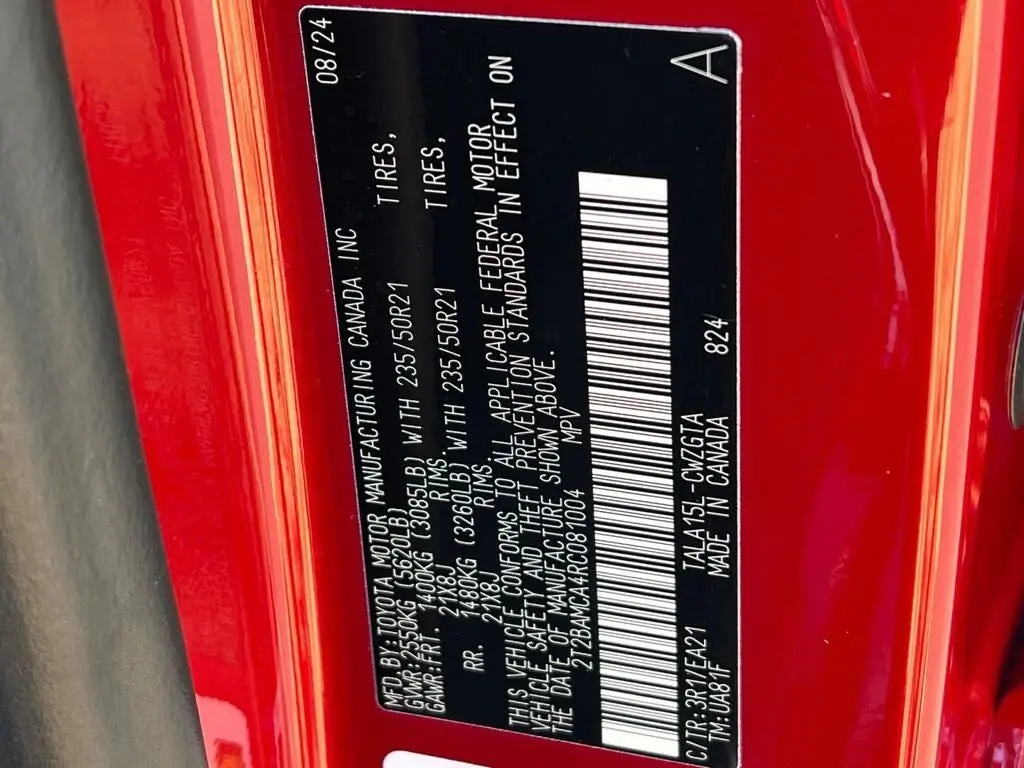 MFD. BY: TOYOTA MOTOR MANUFACTURING CANADA INC 08/24
GVWR: 2550KG (5620LB)
GAWR: FRT. 1400KG (3085LB) WITH 235/50R21 TIRES,
21X8J RIMS.
RR. 1480KG (3260LB) WITH 235/50R21 TIRES,
21X8J RIMS.
THIS VEHICLE CONFORMS TO ALL APPLICABLE FEDERAL MOTOR
VEHICLE SAFETY AND THEFT PREVENTION STANDARDS IN EFFECT ON
THE DATE OF MANUFACTURE SHOWN ABOVE.
2T2BAMCA4RC081004 MPV
C/TR: 3R1/EA21 TALA15L-CWZGTA 824
TM: UA81F MADE IN CANADA A